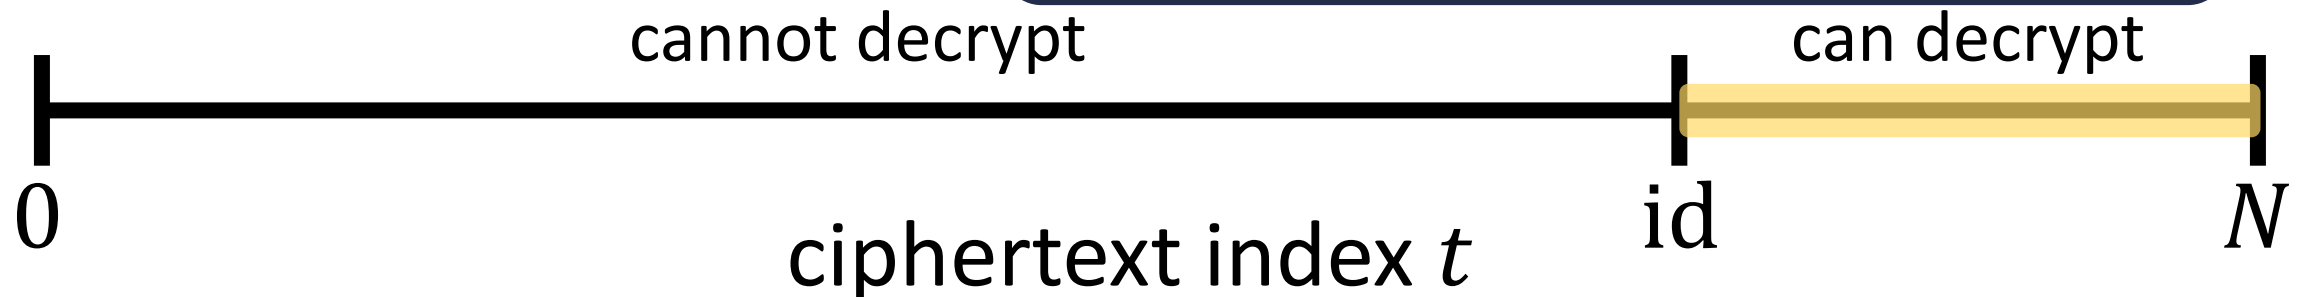 cannot decrypt can decrypt
0 id N
ciphertext index t